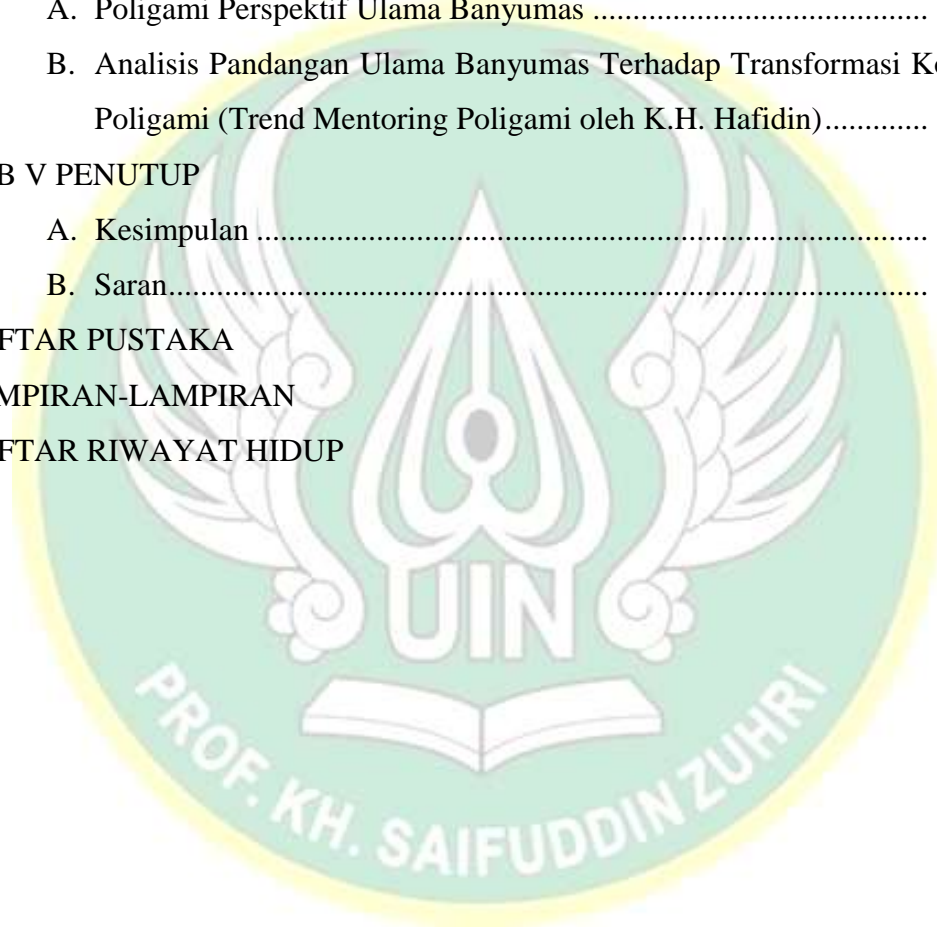 A. Poligami Perspektif Ulama Banyumas .....................................
B. Analisis Pandangan Ulama Banyumas Terhadap Transformasi
Poligami (Trend Mentoring Poligami oleh K.H. Hafidin).............
B V PENUTUP
A. Kesimpulan ..........................................................................
B. Saran....................................................................................
FTAR PUSTAKA
MPIRAN-LAMPIRAN
FTAR RIWAYAT HIDUP
UIN
PROF. KH. SAIFUDDIN ZUHRI